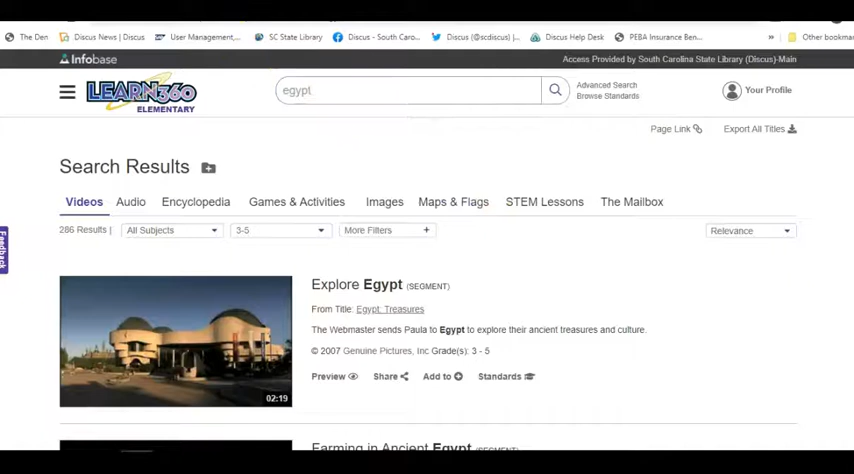 The Den Discus News | Discus User Management,... SC State Library Discus - South Caro... Discus (@scdiscus) |... Discus Help Desk PEBA Insurance Ben... » Other bookmar
Infobase Access Provided by South Carolina State Library (Discus)-Main
LEARN360 egypt Advanced Search Your Profile
ELEMENTARY Browse Standards
Page Link Export All Titles
Search Results
Videos Audio Encyclopedia Games & Activities Images Maps & Flags STEM Lessons The Mailbox
286 Results | All Subjects 3-5 More Filters + Relevance
Feedback
Explore Egypt (SEGMENT)
From Title: Egypt: Treasures
The Webmaster sends Paula to Egypt to explore their ancient treasures and culture.
© 2007 Genuine Pictures, Inc Grade(s): 3 - 5
Preview Share Add to Standards
02:19
Farming in Ancient Egypt (SEGMENT)